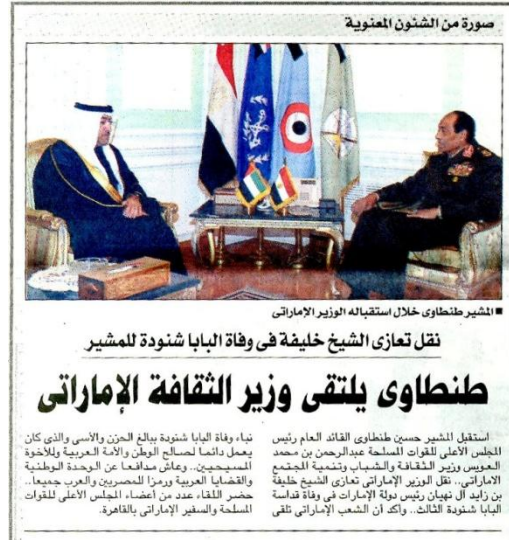 صورة من الشئون المعنوية
■ المشير طنطاوى خلال استقباله الوزير الإماراتى
نقل تعازى الشيخ خليفة فى وفاة البابا شنودة للمشير
طنطاوى يلتقى وزير الثقافة الإماراتى
استقبل المشير حسين طنطاوى القائد العام رئيس
المجلس الأعلى للقوات المسلحة عبدالرحمن بن محمد
العويس وزير الثقافة والشباب وتنمية المجتمع
الاماراتى.. نقل الوزير الإماراتى تعازى الشيخ خليفة
بن زايد آل نهيان رئيس دولة الإمارات فى وفاة قداسة
البابا شنودة الثالث.. وأكد أن الشعب الإماراتى تلقى
نباء وفاة البابا شنودة ببالغ الحزن والأسى والذى كان
يعمل دائما لصالح الوطن والأمة العربية وللأخوة
المسيحيين.. وعاش مدافعا عن الوحدة الوطنية
والقضايا العربية ورمزا للمصريين والعرب جميعا..
حضر اللقاء عدد من أعضاء المجلس الأعلى للقوات
المسلحة والسفير الإماراتى بالقاهرة.